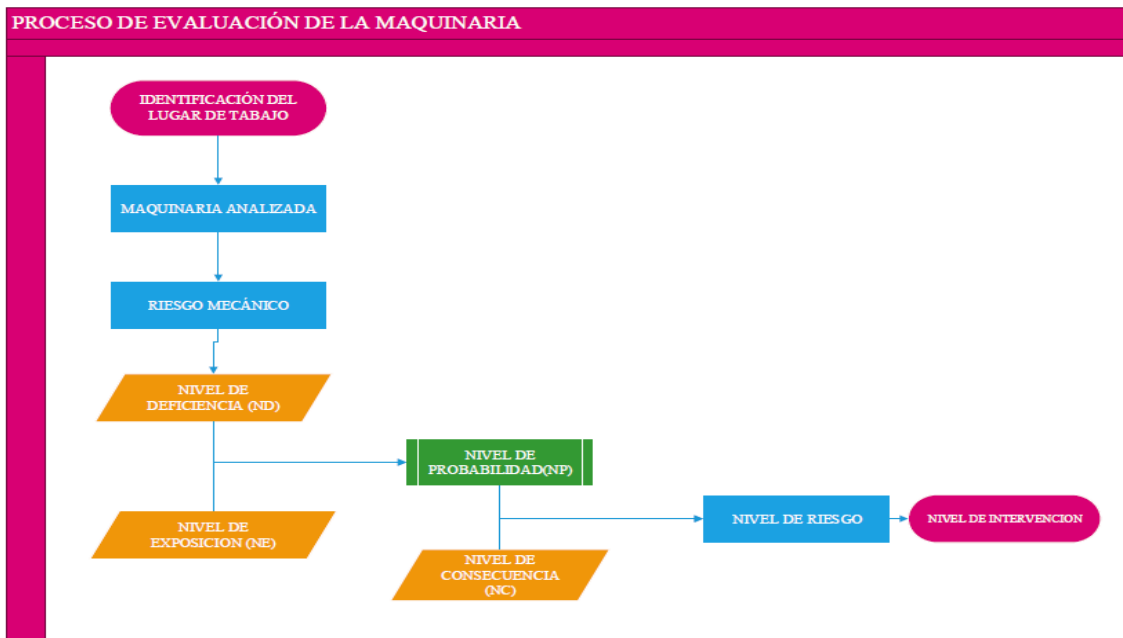 PROCESO DE EVALUACIÓN DE LA MAQUINARIA
IDENTIFICACIÓN DEL
LUGAR DE TABAJO
MAQUINARIA ANALIZADA
RIESGO MECÁNICO
NIVEL DE
DEFICIENCIA (ND)
NIVEL DE
EXPOSICION (NE)
NIVEL DE
PROBABILIDAD(NP)
NIVEL DE
CONSECUENCIA
(NC)
NIVEL DE RIESGO
NIVEL DE INTERVENCION